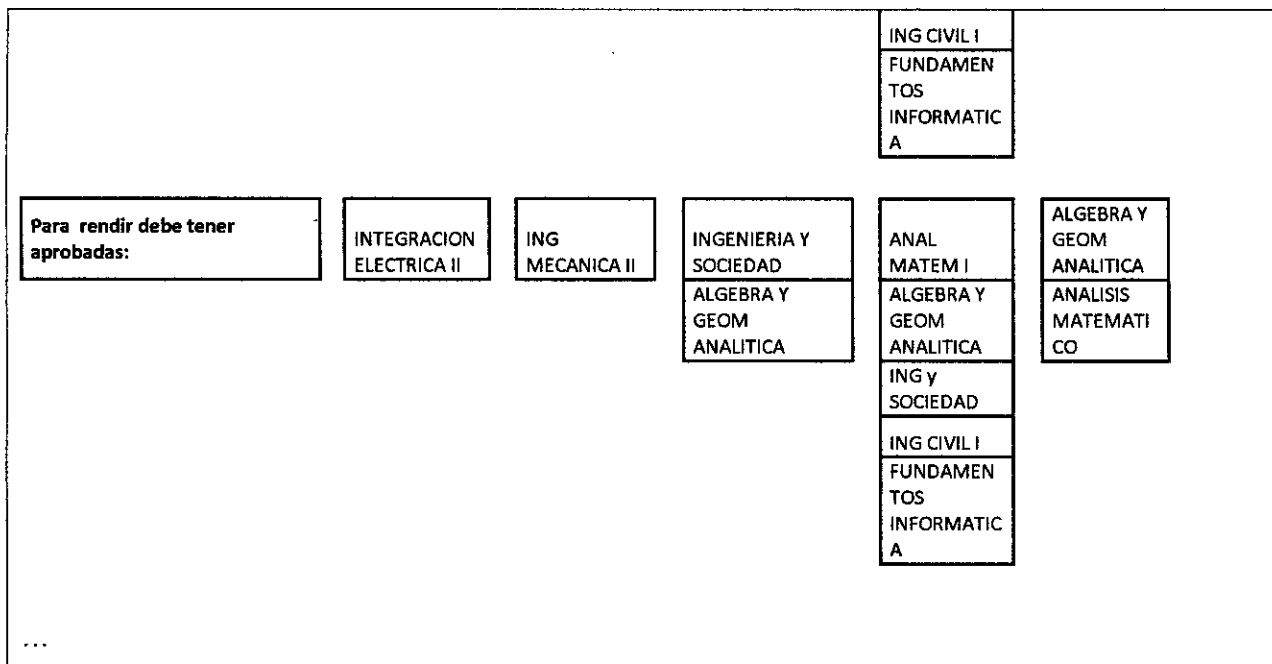 ING CIVIL I
FUNDAMEN
TOS
INFORMATIC
A
Para rendir debe tener
aprobadas:
INTEGRACION
ELECTRICA II
ING
MECANICA II
INGENIERIA Y
SOCIEDAD
ALGEBRA Y
GEOM
ANALITICA
ANAL
MATEM I
ALGEBRA Y
GEOM
ANALITICA
ING y
SOCIEDAD
ING CIVIL I
FUNDAMEN
TOS
INFORMATIC
A
ALGEBRA Y
GEOM
ANALITICA
ANALISIS
MATEMATI
CO
...